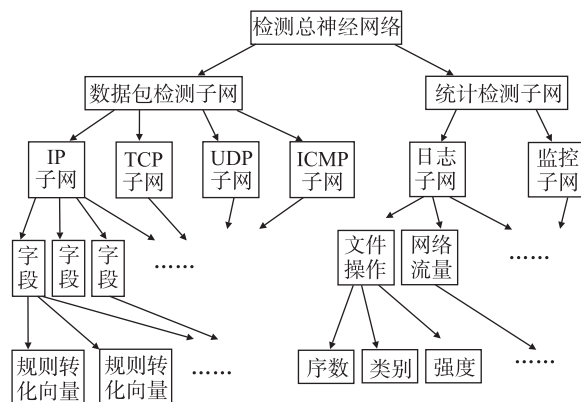 检测总神经网络
数据包检测子网
统计检测子网
IP
子网
TCP
子网
UDP
子网
ICMP
子网
日志
子网
监控
子网
字
段
字
段
字
段
……
文件
操作
网络
流量
……
规则转
化向量
规则转
化向量
……
序数
类别
强度
……